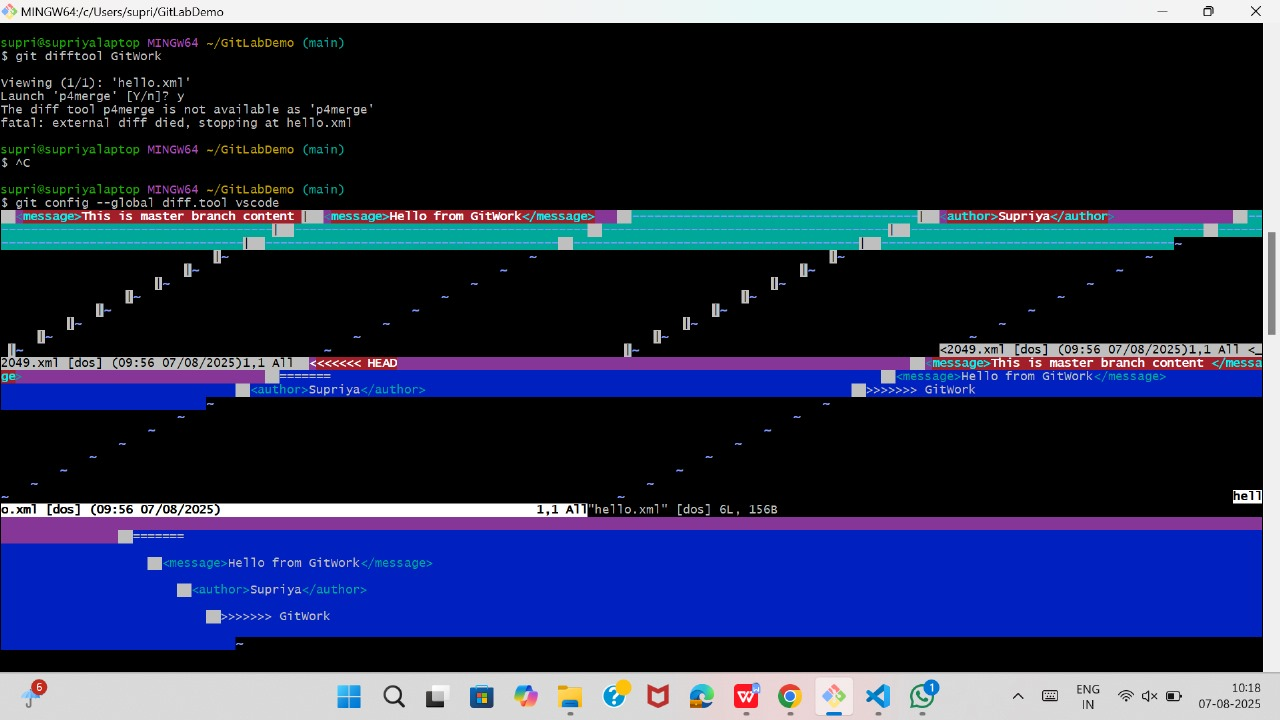 MINGW64:/c/Users/supri/GitLabDemo
supri@supriyalaptop MINGW64 ~/GitLabDemo (main)
$ git difftool GitWork
Viewing (1/1): 'hello.xml'
Launch 'p4merge' [Y/n]? y
The diff tool p4merge is not available as 'p4merge'
fatal: external diff died, stopping at hello.xml
supri@supriyalaptop MINGW64 ~/GitLabDemo (main)
$ ^C
supri@supriyalaptop MINGW64 ~/GitLabDemo (main)
$ git config --global diff.tool vscode
<message>This is master branch content | <message>Hello from GitWork</message> | <author>Supriya</author>
<2049.xml [dos] (09:56 07/08/2025)1,1 All <_
2049.xml [dos] (09:56 07/08/2025)1,1 All <<<<<<< HEAD <message>This is master branch content </messa
ge> ======= <message>Hello from GitWork</message>
<author>Supriya</author> >>>>>>> GitWork
hell
o.xml [dos] (09:56 07/08/2025) 1,1 All"hello.xml" [dos] 6L, 156B
=======
<message>Hello from GitWork</message>
<author>Supriya</author>
>>>>>>> GitWork
~
6
1
ENG
IN
10:18
07-08-2025